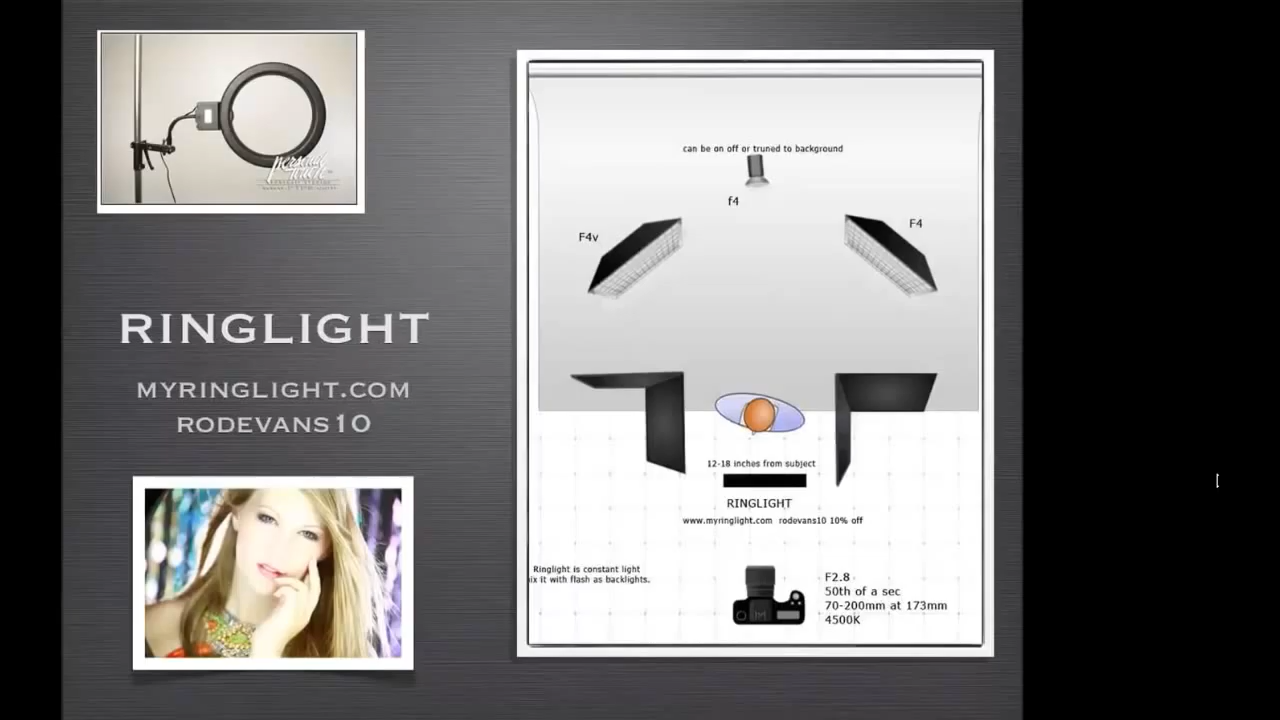 persnic
RINGLIGHT
MYRINGLIGHT.COM
RODEVANS10
can be on off or truned to background
f4
F4v
F4
12-18 inches from subject
RINGLIGHT
www.myringlight.com rodevans10 10% off
Ringlight is constant light
ix it with flash as backlights.
F2.8
50th of a sec
70-200mm at 173mm
4500K